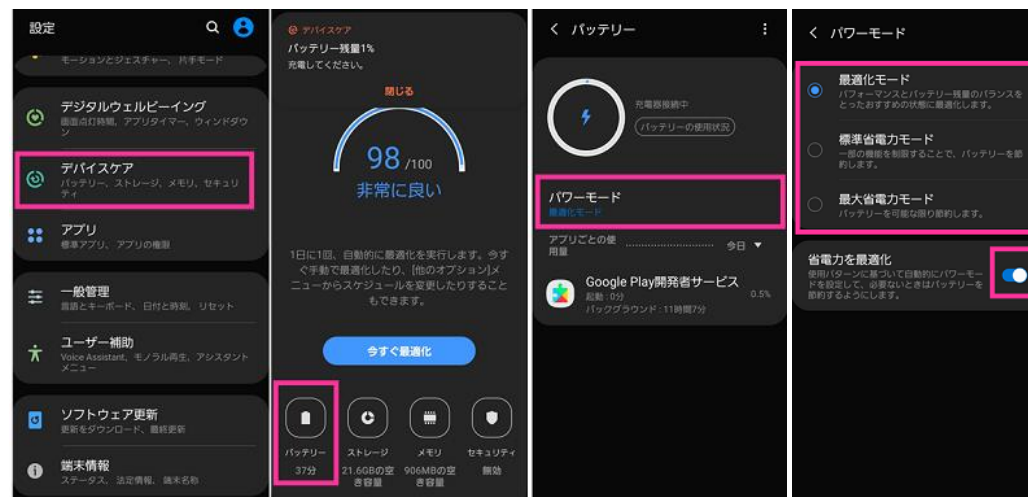 設定
モーションとジェスチャー、片手モード
デジタルウェルビーイング
画面点灯時間、アプリタイマー、ウィンドダウ
ン
デバイスケア
バッテリー、ストレージ、メモリ、セキュリ
ティ
アプリ
標準アプリ、アプリの権限
一般管理
言語とキーボード、日付と時刻、リセット
ユーザー補助
Voice Assistant、モノラル再生、アシスタント
メニュー
ソフトウェア更新
更新をダウンロード、最終更新
端末情報
ステータス、法定情報、端末名称
デバイスケア
バッテリー残量1%
充電してください。
閉じる
98 /100
非常に良い
1日に1回、自動的に最適化を実行します。今す
ぐ手動で最適化したり、[他のオプション]メ
ニューからスケジュールを変更したりすること
もできます。
今すぐ最適化
バッテリー
37分
ストレージ
21.6GBの空
き容量
メモリ
906MBの空
き容量
セキュリティ
無効
バッテリー
充電器接続中
バッテリーの使用状況
パワーモード
最適化モード
アプリごとの使
用量
今日 ▼
Google Play開発者サービス
起動 : 0分
バックグラウンド : 11時間7分
0.5%
パワーモード
最適化モード
パフォーマンスとバッテリー残量のバランスを
とったおすすめの状態に最適化します。
標準省電力モード
一部の機能を制限することで、バッテリーを節
約します。
最大省電力モード
バッテリーを可能な限り節約します。
省電力を最適化
使用パターンに基づいて自動的にパワーモー
ドを設定して、必要ないときはバッテリーを
節約するようにします。